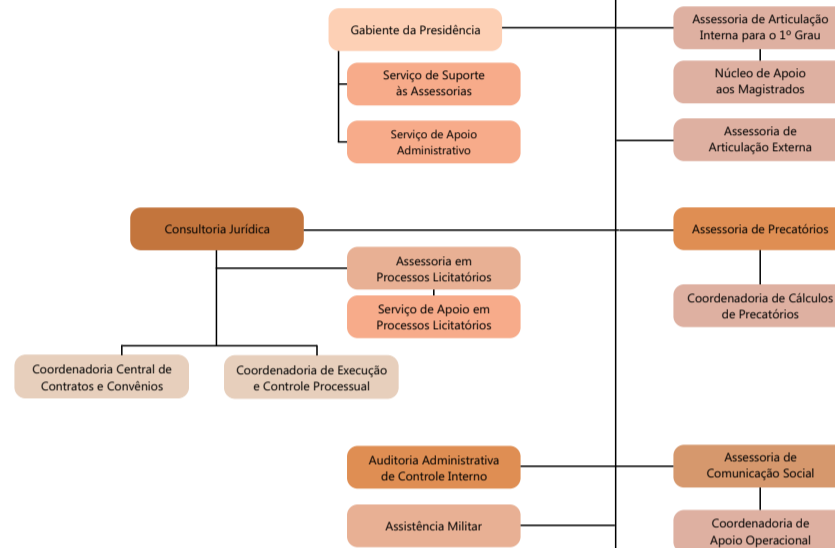 Gabiente da Presidência
Assessoria de Articulação
Interna para o 1º Grau
Serviço de Suporte
às Assessorias
Núcleo de Apoio
aos Magistrados
Serviço de Apoio
Administrativo
Assessoria de
Articulação Externa
Consultoria Jurídica
Assessoria de Precatórios
Assessoria em
Processos Licitatórios
Serviço de Apoio em
Processos Licitatórios
Coordenadoria de Cálculos
de Precatórios
Coordenadoria Central de
Contratos e Convênios
Coordenadoria de Execução
e Controle Processual
Auditoria Administrativa
de Controle Interno
Assessoria de
Comunicação Social
Assistência Militar
Coordenadoria de
Apoio Operacional